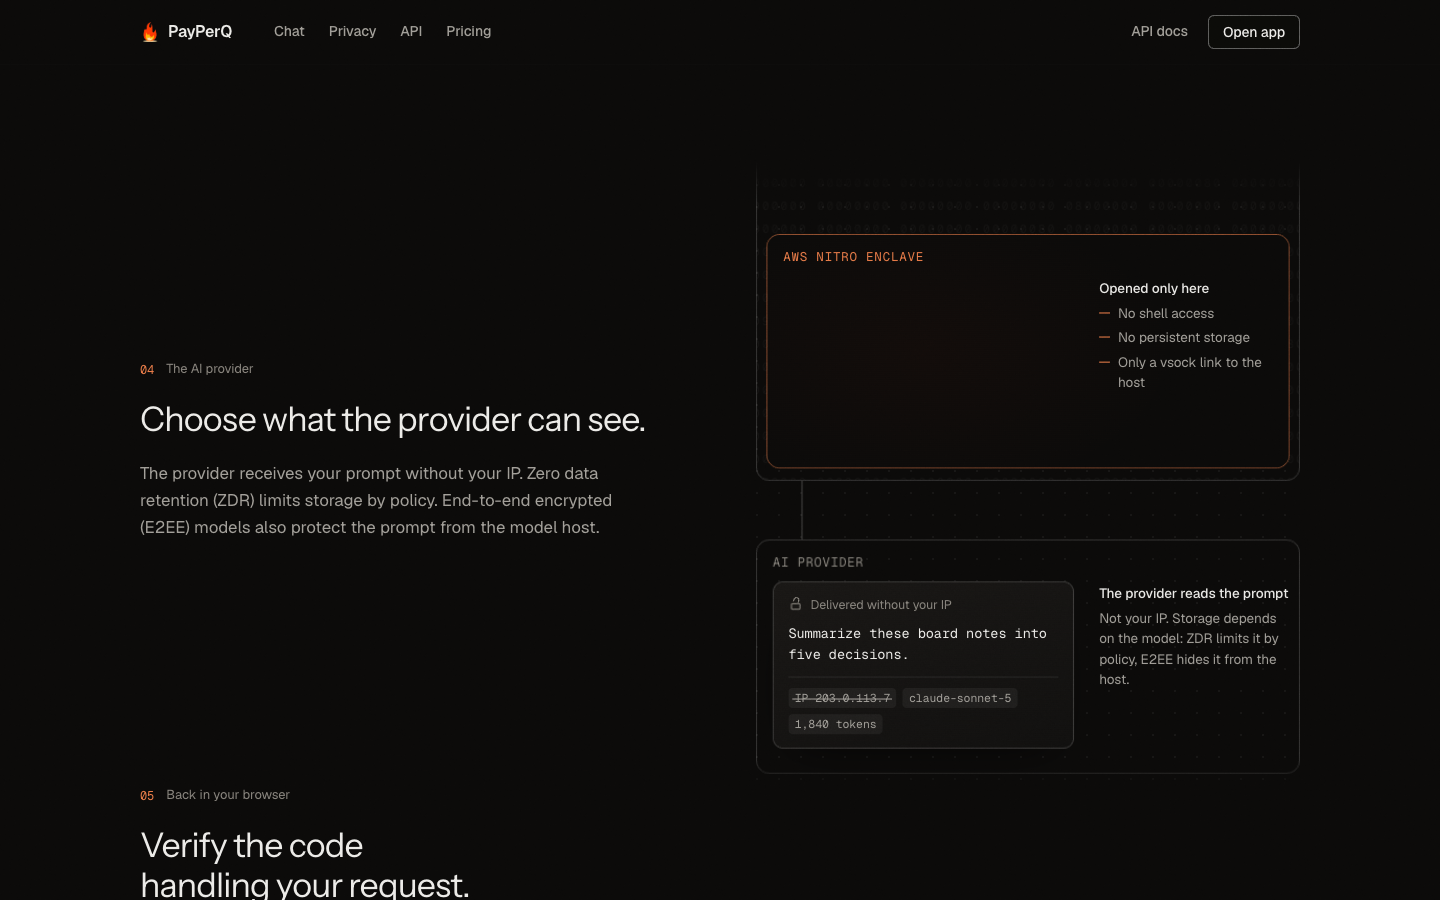 PayPerQ
Chat
Privacy
API
Pricing
API docs
Open app
04 The AI provider
Choose what the provider can see.
The provider receives your prompt without your IP. Zero data
retention (ZDR) limits storage by policy. End-to-end encrypted
(E2EE) models also protect the prompt from the model host.
AWS NITRO ENCLAVE
Opened only here
— No shell access
— No persistent storage
— Only a vsock link to the
host
AI PROVIDER
Delivered without your IP
Summarize these board notes into
five decisions.
IP 203.0.113.7
claude-sonnet-5
1,840 tokens
The provider reads the prompt
Not your IP. Storage depends
on the model: ZDR limits it by
policy, E2EE hides it from the
host.
05 Back in your browser
Verify the code
handling your request.